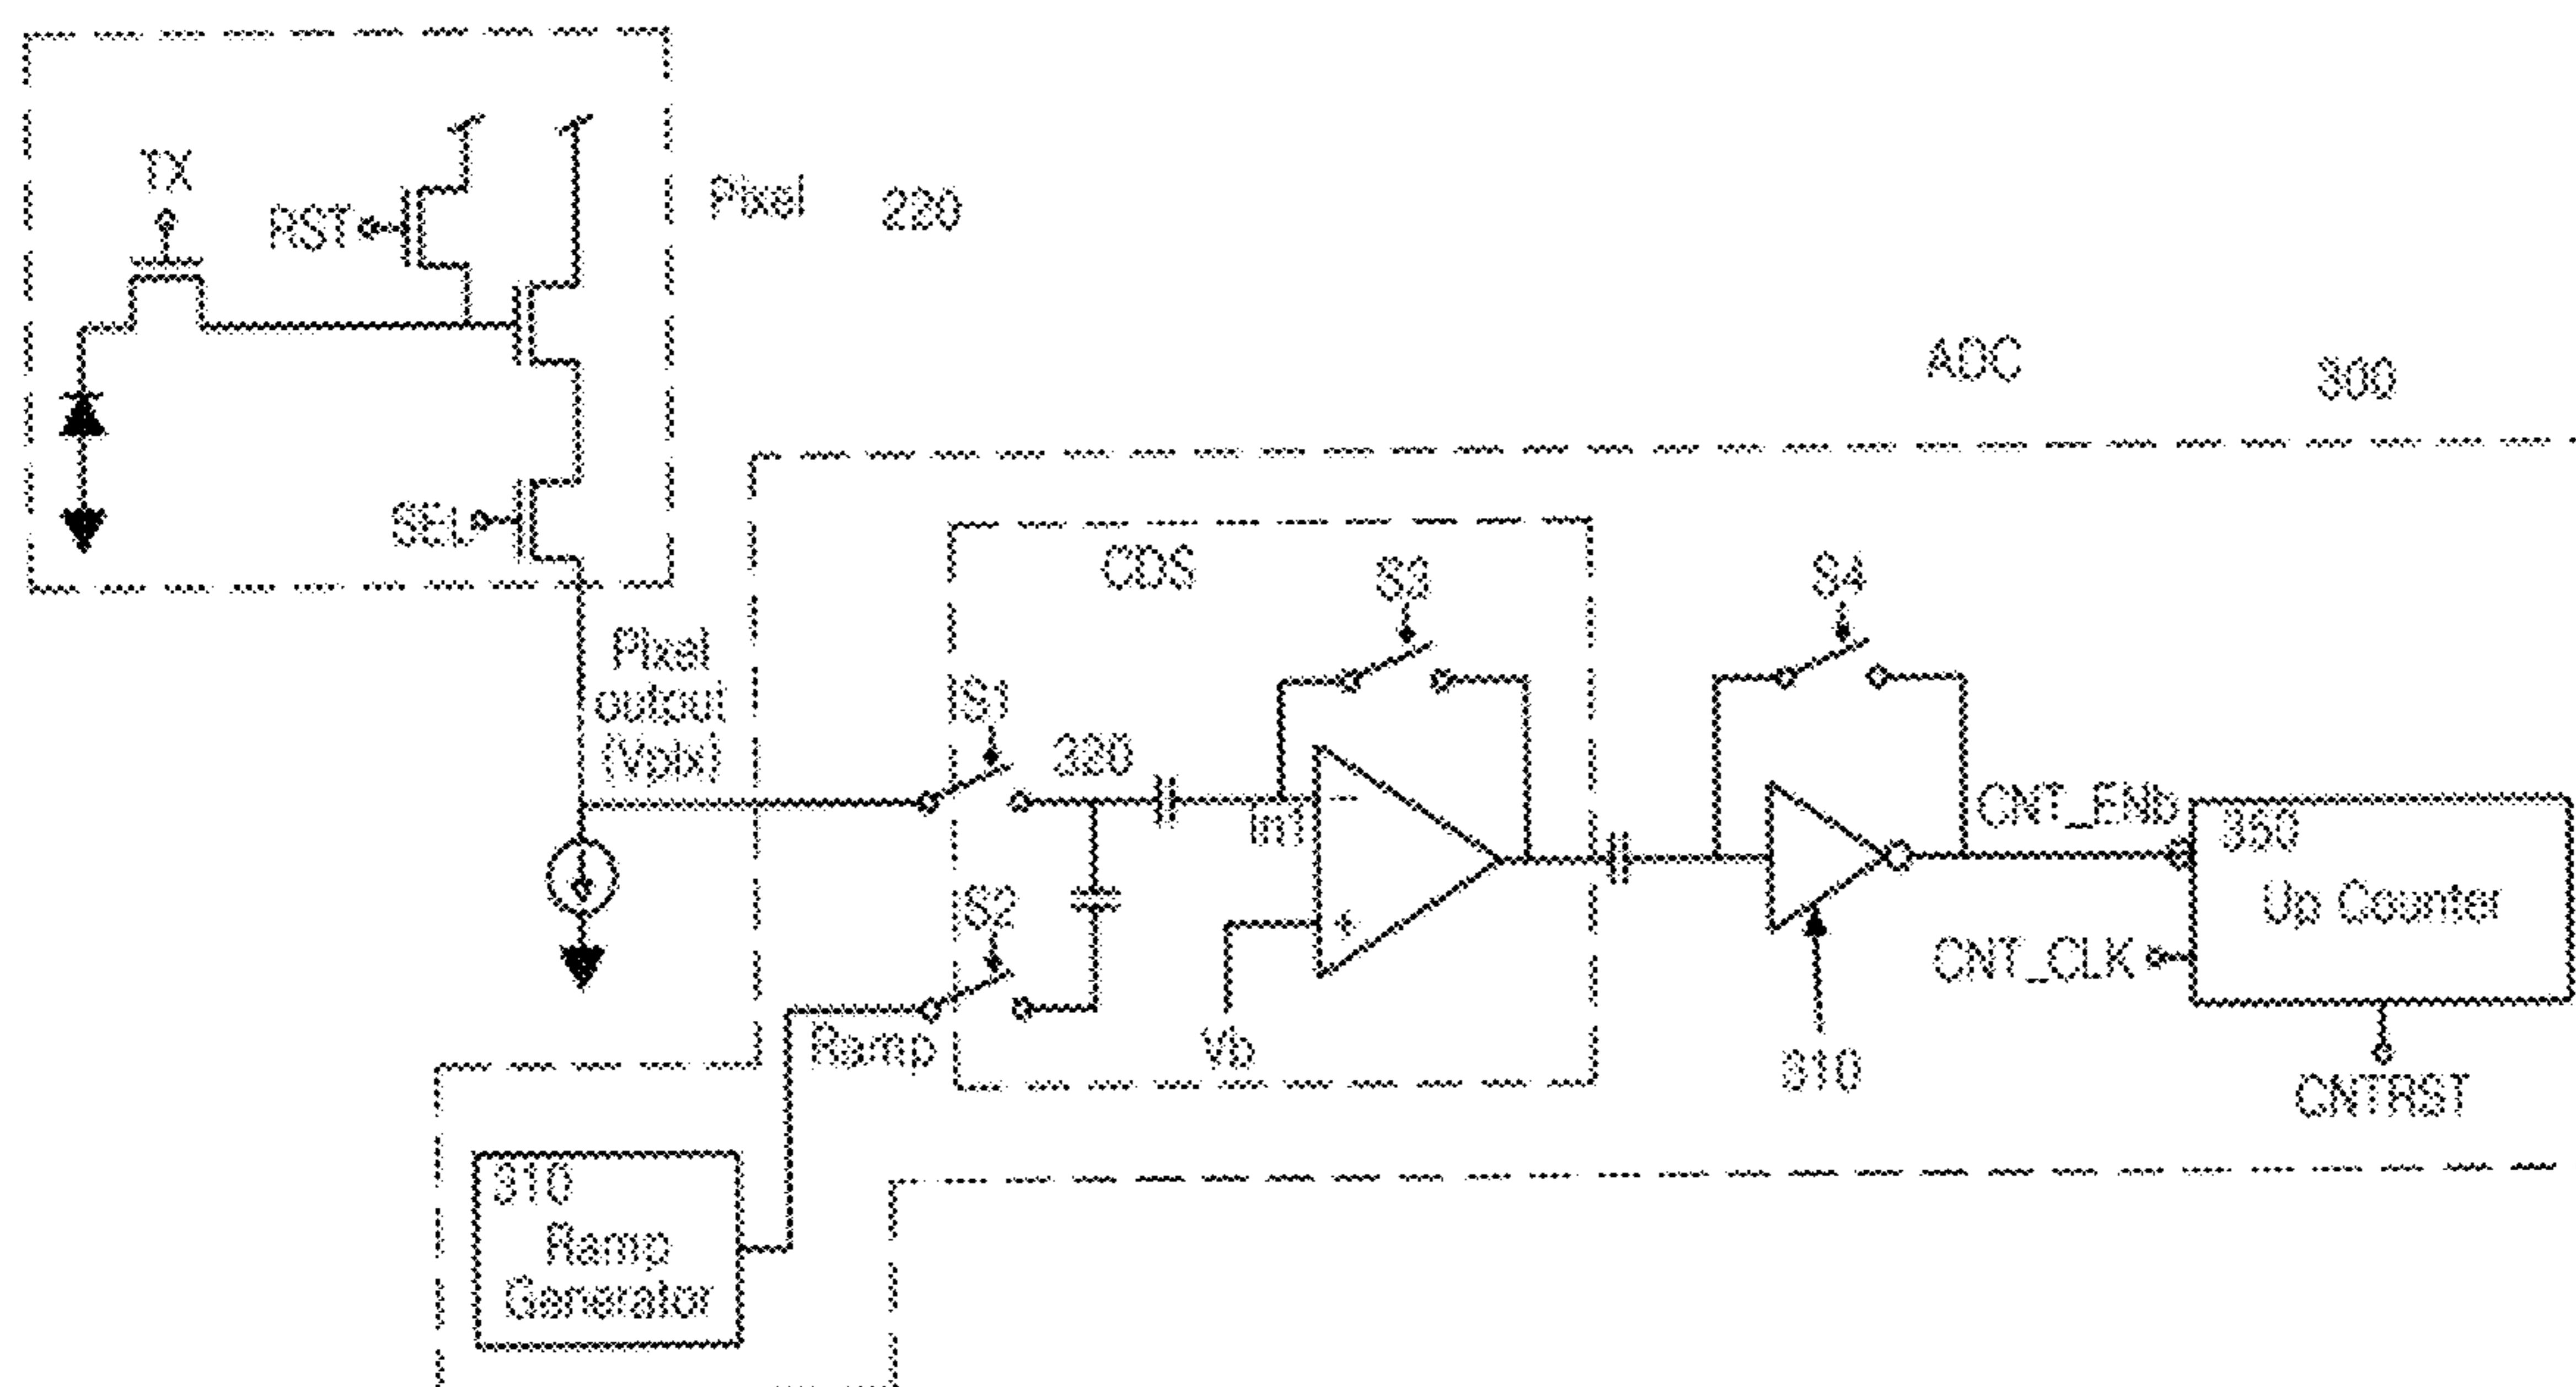 TX
RST
Pixel 220
SEL
ADC 300
Pixel
output
(Vpix)
CDS
S1
S2
S3
S4
320
In1
−
+
Vb
Ramp
310
Ramp
Generator
310
CNT_ENb
350
Up Counter
CNT_CLK
CNTRST